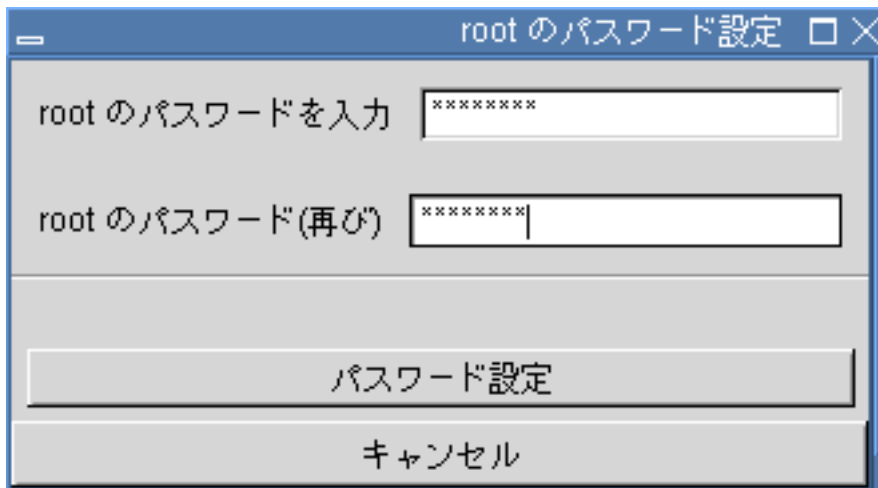 root のパスワード設定
root のパスワードを入力 ********
root のパスワード(再び) ********
パスワード設定
キャンセル